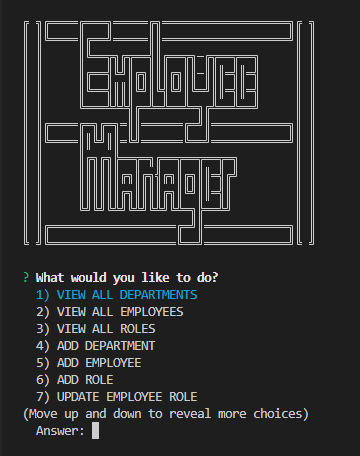 Employee
Manager
? What would you like to do?
1) VIEW ALL DEPARTMENTS
2) VIEW ALL EMPLOYEES
3) VIEW ALL ROLES
4) ADD DEPARTMENT
5) ADD EMPLOYEE
6) ADD ROLE
7) UPDATE EMPLOYEE ROLE
(Move up and down to reveal more choices)
Answer: